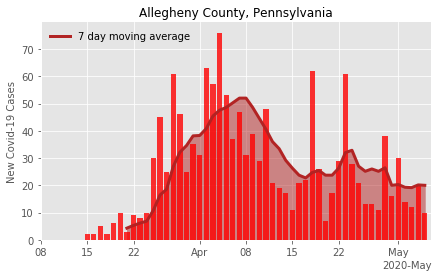 Allegheny County, Pennsylvania
7 day moving average
New Covid-19 Cases
70
60
50
40
30
20
10
0
08 15 22 Apr 08 15 22 May
2020-May